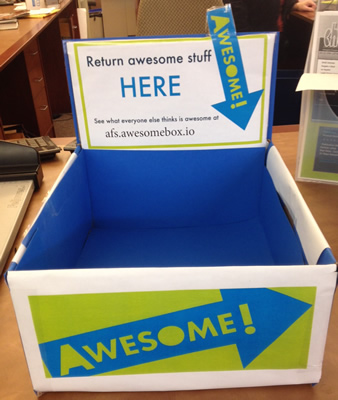 Return awesome stuff
HERE
See what everyone else thinks is awesome at
afs.awesomebox.io
AWESOME!
AWESOME!